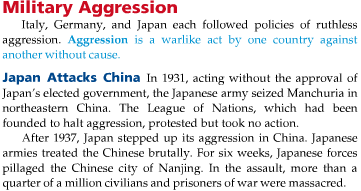 Military Aggression
Italy, Germany, and Japan each followed policies of ruthless
aggression. Aggression is a warlike act by one country against
another without cause.
Japan Attacks China In 1931, acting without the approval of
Japan's elected government, the Japanese army seized Manchuria in
northeastern China. The League of Nations, which had been
founded to halt aggression, protested but took no action.
After 1937, Japan stepped up its aggression in China. Japanese
armies treated the Chinese brutally. For six weeks, Japanese forces
pillaged the Chinese city of Nanjing. In the assault, more than a
quarter of a million civilians and prisoners of war were massacred.